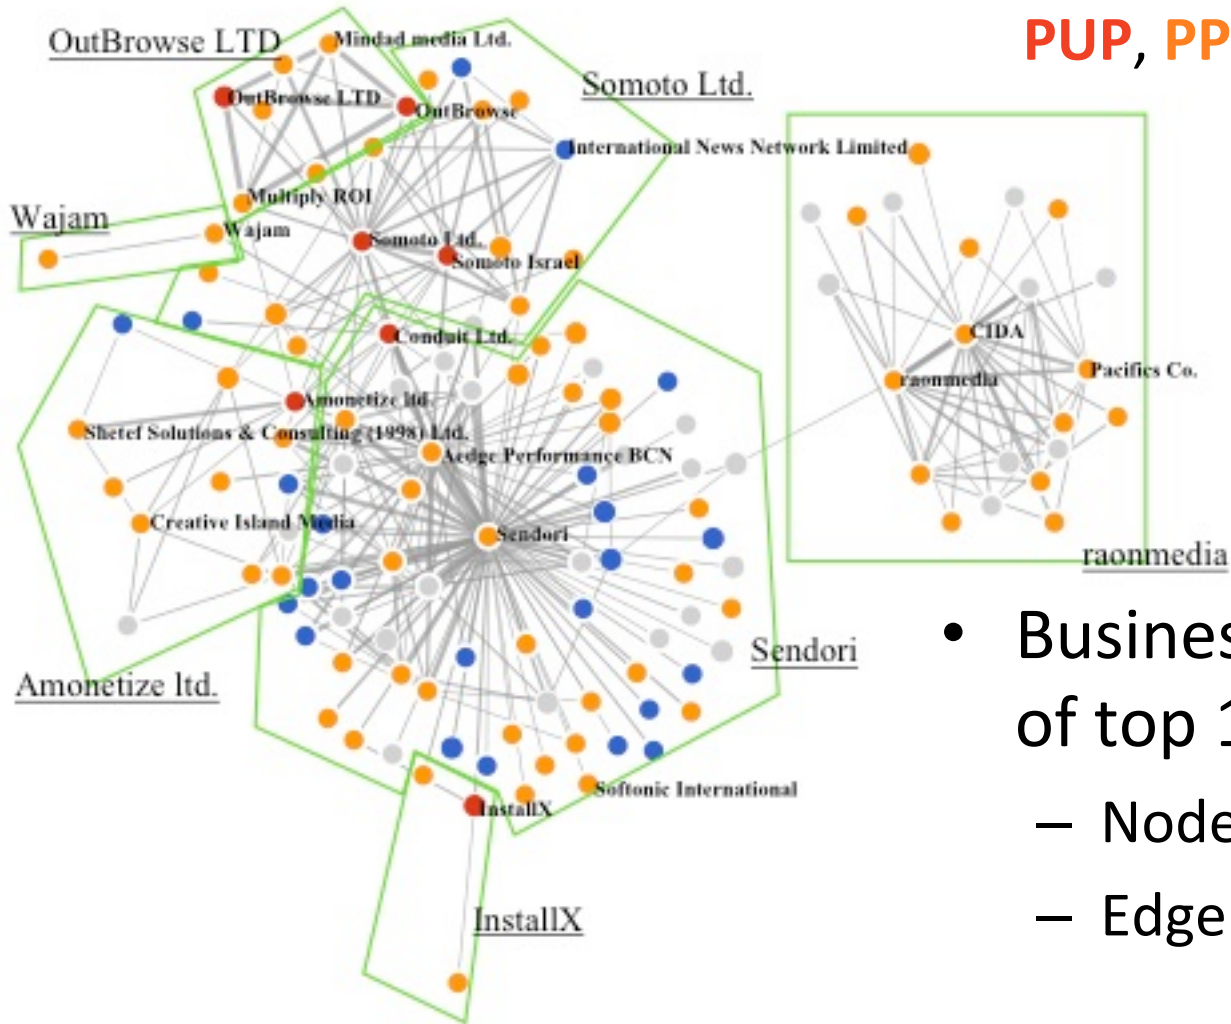 OutBrowse LTD
Mindad media Ltd.
PUP, PP
Somoto Ltd.
OutBrowse LTD
OutBrowse
International News Network Limited
Multiply ROI
Wajam
Wajam
Somoto Ltd.
Somoto Israel
Conduit Ltd.
CIDA
raonmedia
Pacifics Co.
Amonetize ltd.
Shetef Solutions & Consulting (1998) Ltd.
Aedge Performance BCN
Creative Island Media
Sendori
raonmedia
• Busines
Sendori
Amonetize ltd.
of top 1
Softonic International
InstallX
– Node
InstallX
– Edge